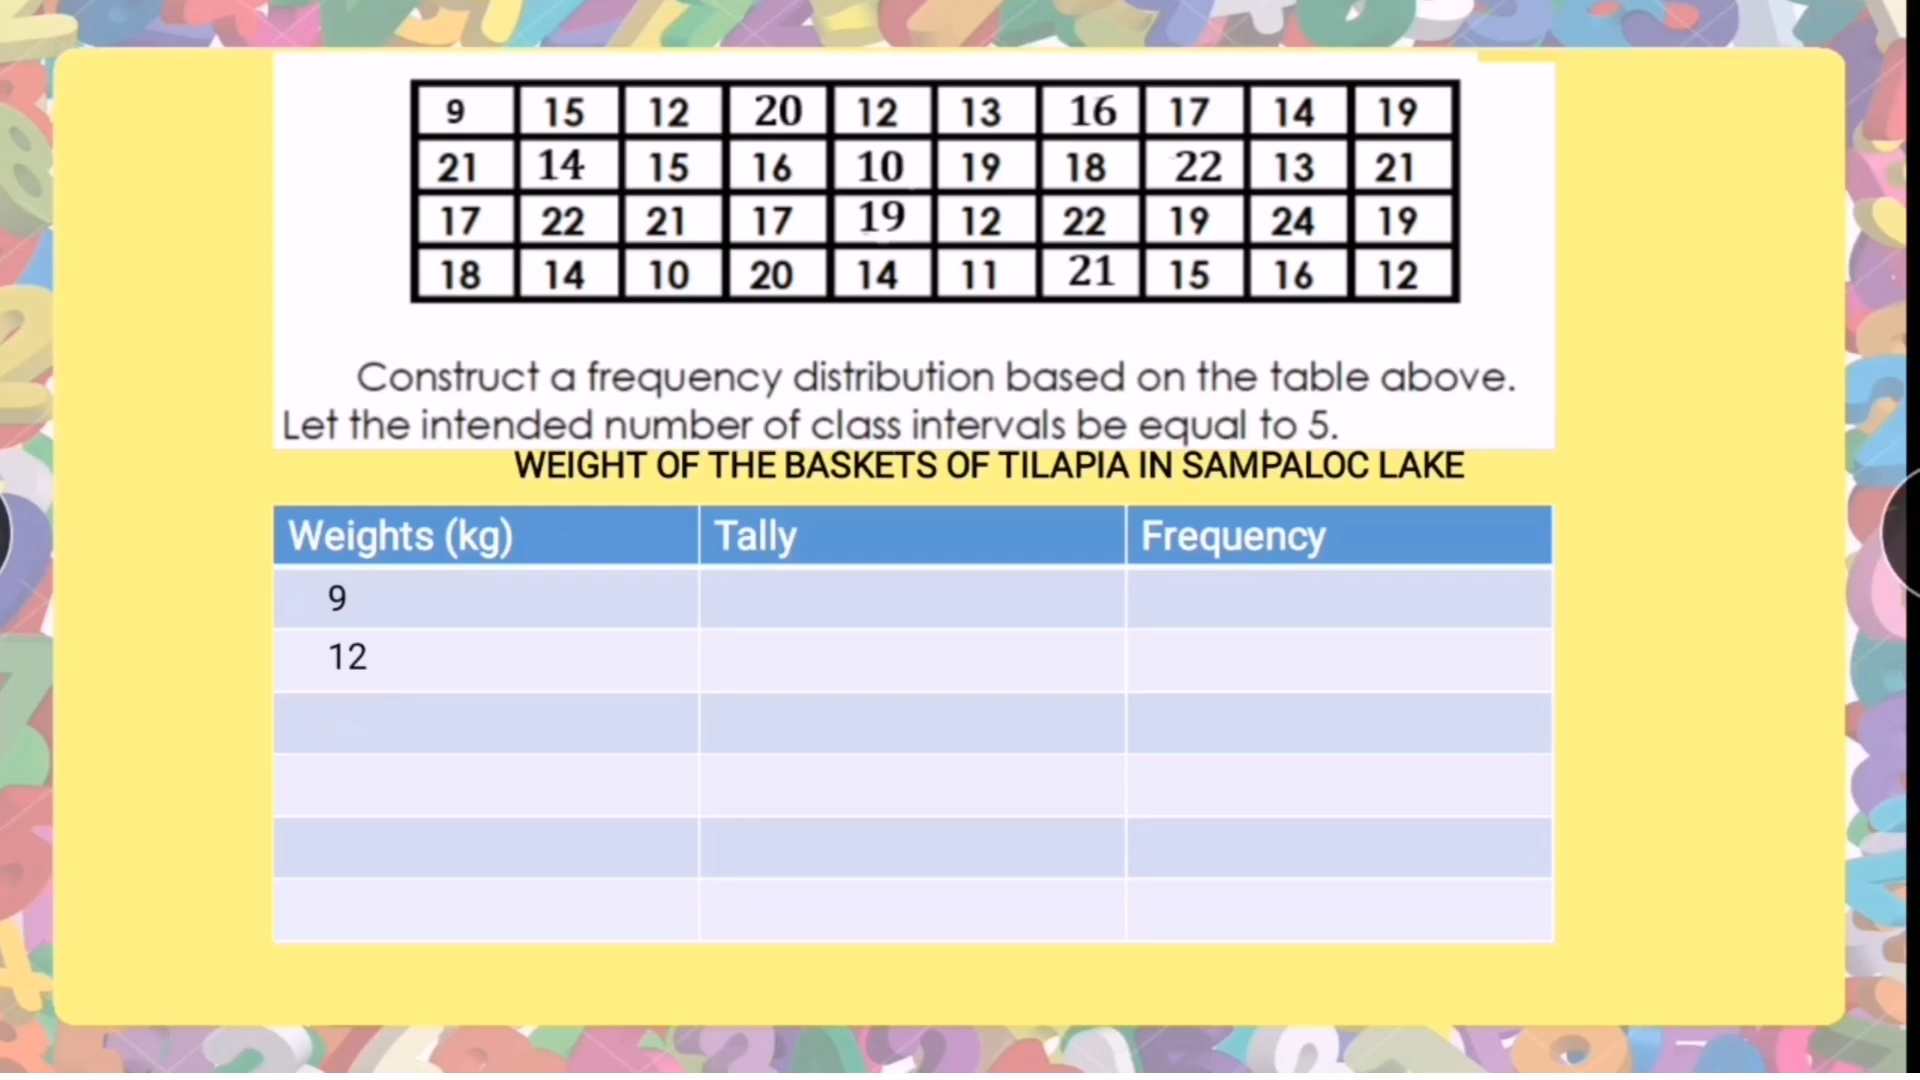 9 15 12 20 12 13 16 17 14 19
21 14 15 16 10 19 18 22 13 21
17 22 21 17 19 12 22 19 24 19
18 14 10 20 14 11 21 15 16 12
Construct a frequency distribution based on the table above.
Let the intended number of class intervals be equal to 5.
WEIGHT OF THE BASKETS OF TILAPIA IN SAMPALOC LAKE
Weights (kg) Tally Frequency
9
12